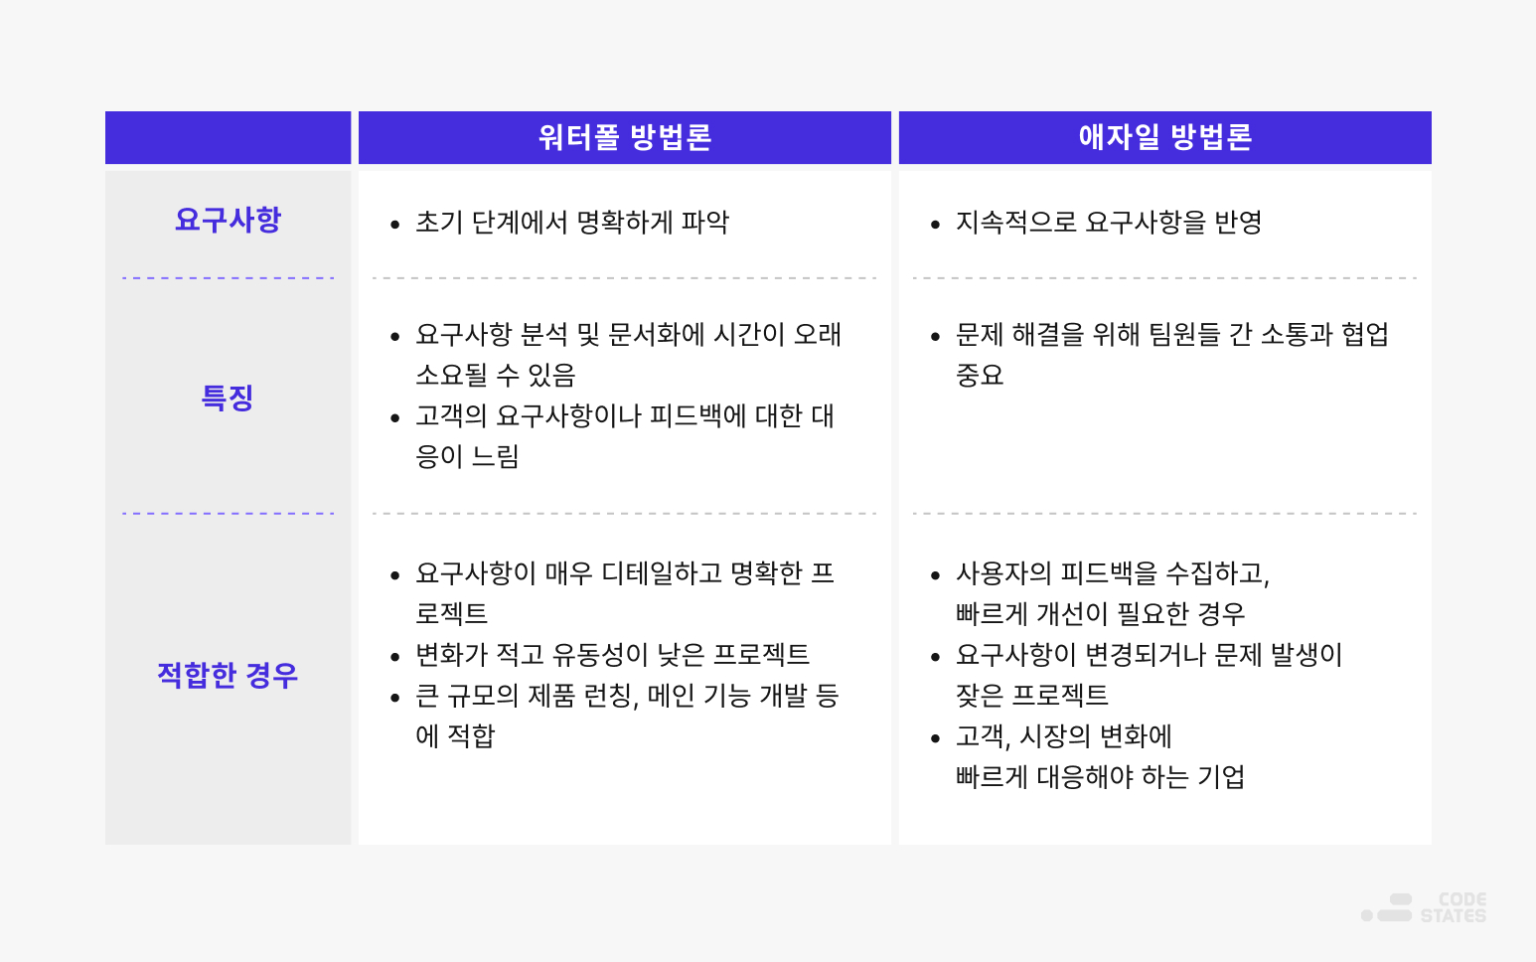 워터폴 방법론
애자일 방법론
요구사항
초기 단계에서 명확하게 파악
지속적으로 요구사항을 반영
특징
요구사항 분석 및 문서화에 시간이 오래
소요될 수 있음
고객의 요구사항이나 피드백에 대한 대
응이 느림
문제 해결을 위해 팀원들 간 소통과 협업
중요
적합한 경우
요구사항이 매우 디테일하고 명확한 프
로젝트
변화가 적고 유동성이 낮은 프로젝트
큰 규모의 제품 런칭, 메인 기능 개발 등
에 적합
사용자의 피드백을 수집하고,
빠르게 개선이 필요한 경우
요구사항이 변경되거나 문제 발생이
잦은 프로젝트
고객, 시장의 변화에
빠르게 대응해야 하는 기업
CODE
STATES